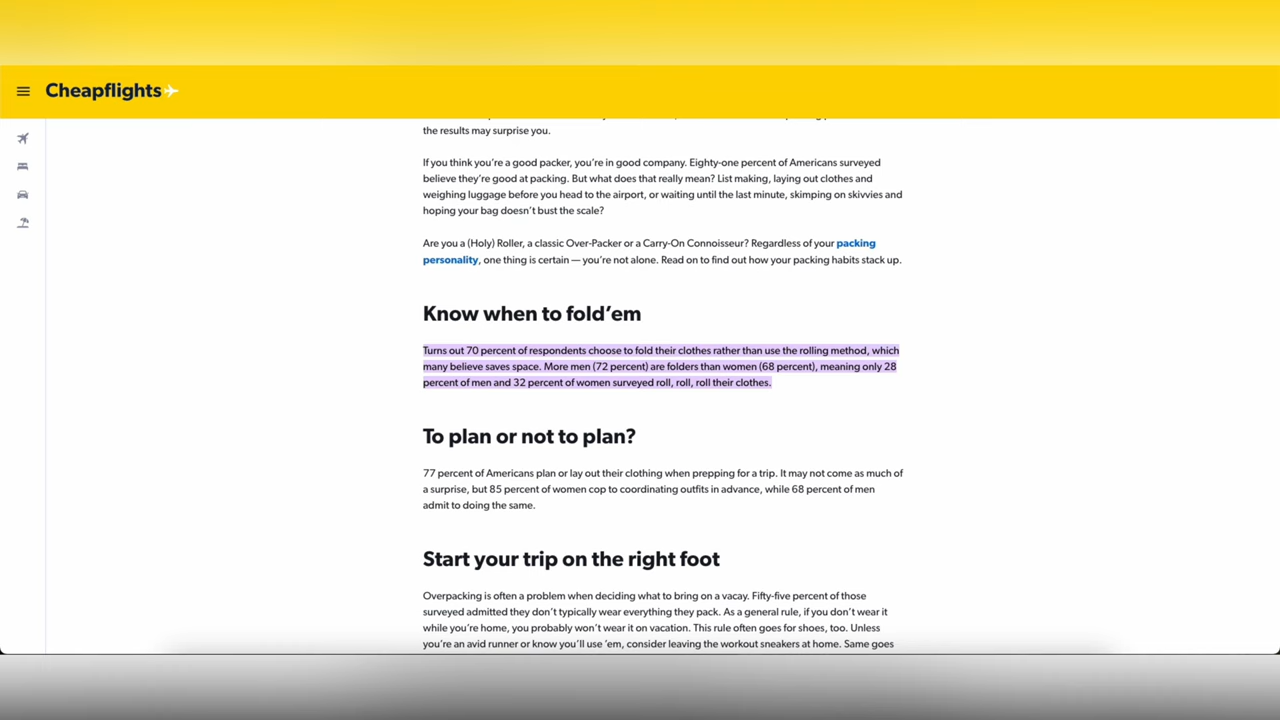 Cheapflights
the results may surprise you.
If you think you're a good packer, you're in good company. Eighty-one percent of Americans surveyed
believe they're good at packing. But what does that really mean? List making, laying out clothes and
weighing luggage before you head to the airport, or waiting until the last minute, skimping on skivvies and
hoping your bag doesn't bust the scale?
Are you a (Holy) Roller, a classic Over-Packer or a Carry-On Connoisseur? Regardless of your packing
personality, one thing is certain — you're not alone. Read on to find out how your packing habits stack up.
Know when to fold'em
Turns out 70 percent of respondents choose to fold their clothes rather than use the rolling method, which
many believe saves space. More men (72 percent) are folders than women (68 percent), meaning only 28
percent of men and 32 percent of women surveyed roll, roll, roll their clothes.
To plan or not to plan?
77 percent of Americans plan or lay out their clothing when prepping for a trip. It may not come as much of
a surprise, but 85 percent of women cop to coordinating outfits in advance, while 68 percent of men
admit to doing the same.
Start your trip on the right foot
Overpacking is often a problem when deciding what to bring on a vacay. Fifty-five percent of those
surveyed admitted they don't typically wear everything they pack. As a general rule, if you don't wear it
while you're home, you probably won't wear it on vacation. This rule often goes for shoes, too. Unless
you're an avid runner or know you'll use 'em, consider leaving the workout sneakers at home. Same goes